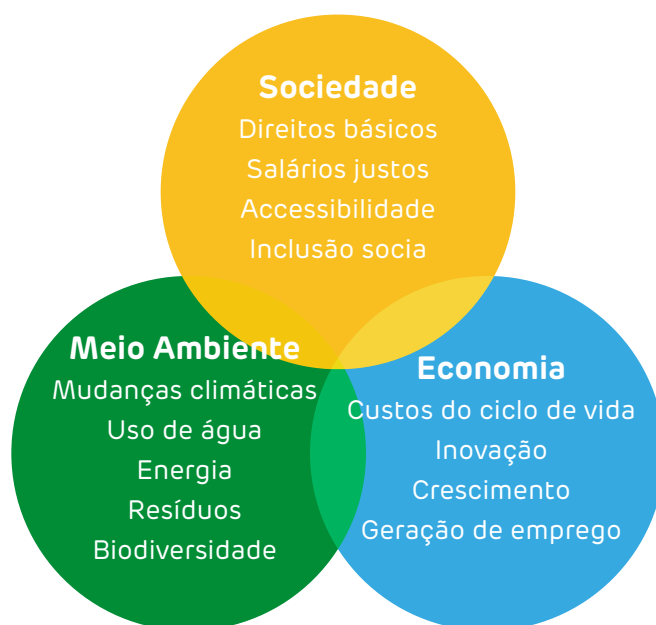 Sociedade
Direitos básicos
Salários justos
Accessibilidade
Inclusão socia
Meio Ambiente
Mudanças climáticas
Uso de água
Energia
Resíduos
Biodiversidade
Economia
Custos do ciclo de vida
Inovação
Crescimento
Geração de emprego